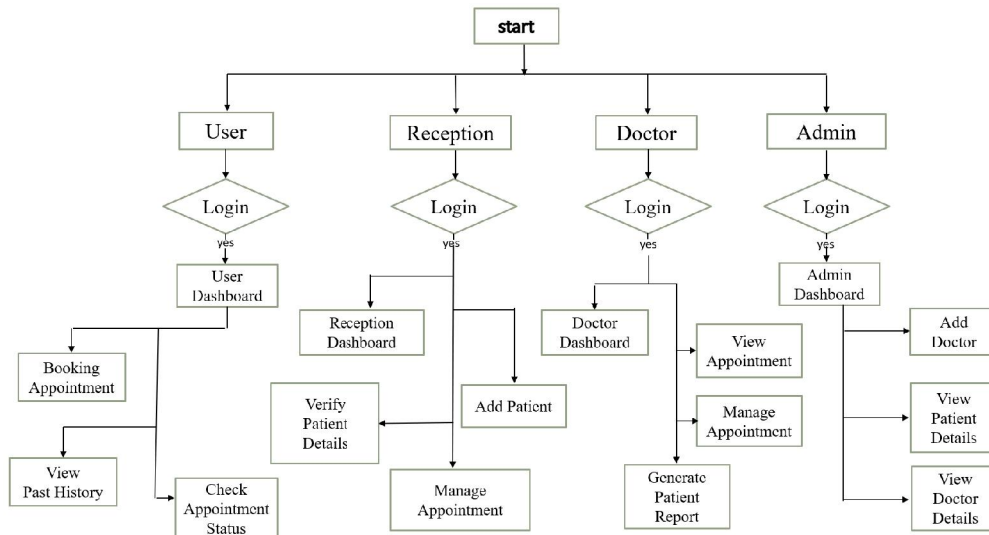 start
User
Reception
Doctor
Admin
Login
Login
Login
Login
yes
yes
yes
yes
User
Dashboard
Admin
Dashboard
Reception
Dashboard
Doctor
Dashboard
Add
Doctor
View
Appointment
Booking
Appointment
Add Patient
Verify
Patient
Details
Manage
Appointment
View
Patient
Details
View
Past History
Check
Appointment
Status
Manage
Appointment
Generate
Patient
Report
View
Doctor
Details